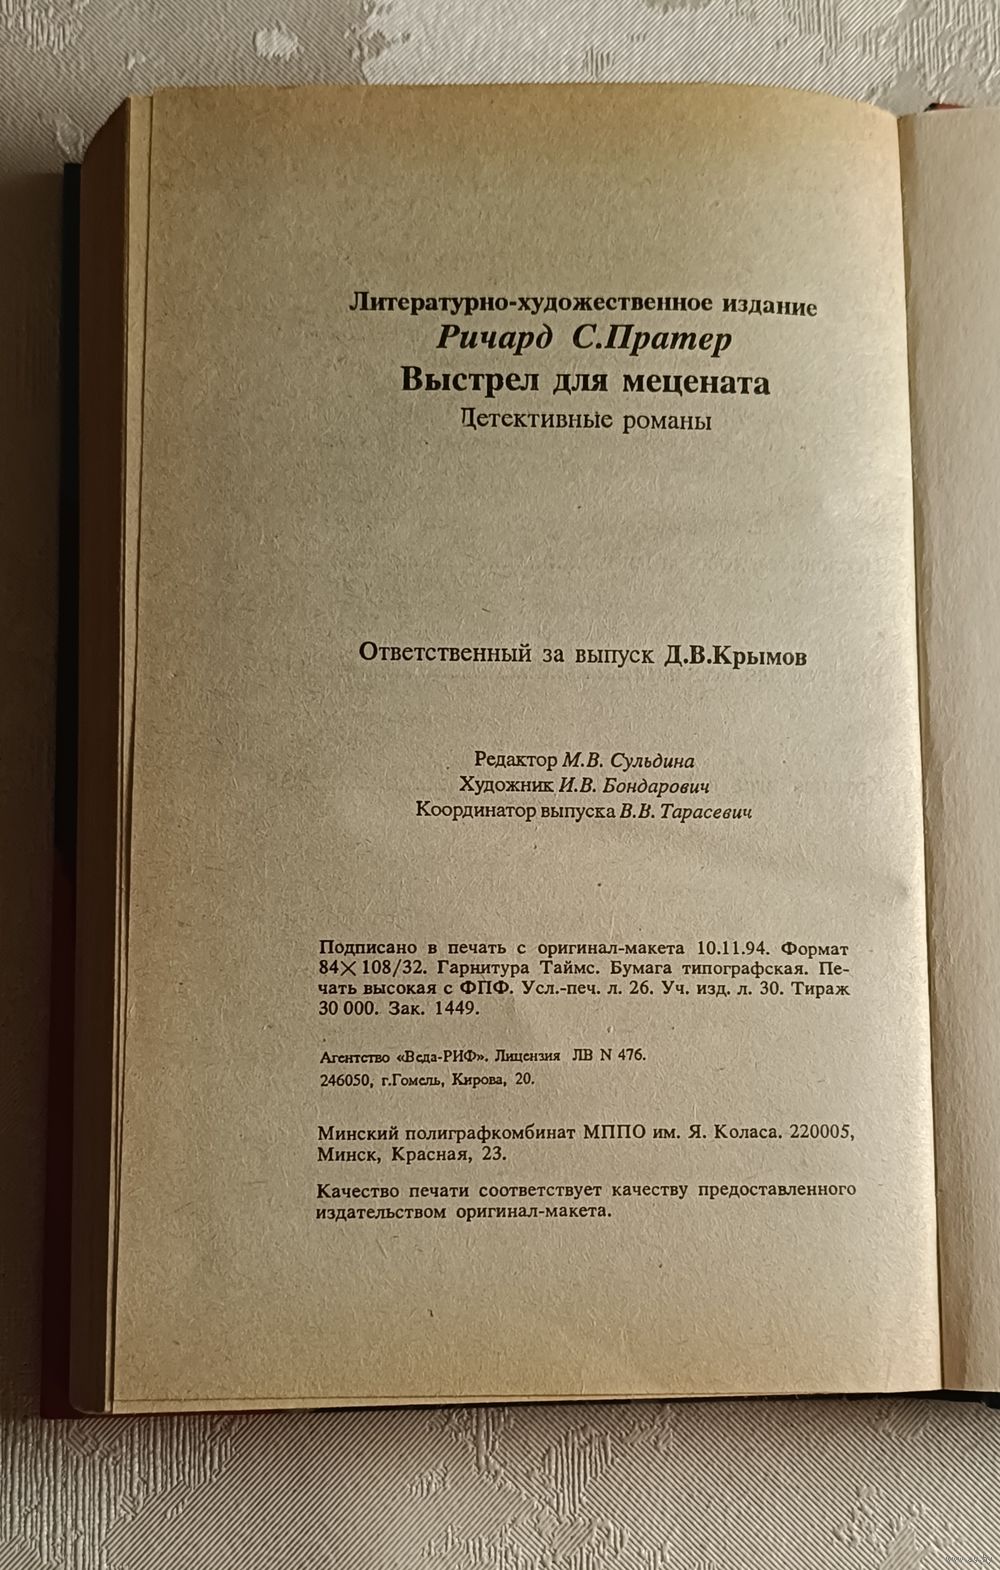 Литературно-художественное издание
Ричард С.Пратер
Выстрел для мецената
Детективные романы
Ответственный за выпуск Д.В.Крымов
Редактор М.В. Сульдина
Художник И.В. Бондарович
Координатор выпуска В.В. Тарасевич
Подписано в печать с оригинал-макета 10.11.94. Формат
84×108/32. Гарнитура Таймс. Бумага типографская. Пе-
чать высокая с ФПФ. Усл.-печ. л. 26. Уч. изд. л. 30. Тираж
30 000. Зак. 1449.
Агентство «Веда-РИФ». Лицензия ЛВ N 476.
246050, г.Гомель, Кирова, 20.
Минский полиграфкомбинат МППО им. Я. Коласа. 220005,
Минск, Красная, 23.
Качество печати соответствует качеству предоставленного
издательством оригинал-макета.